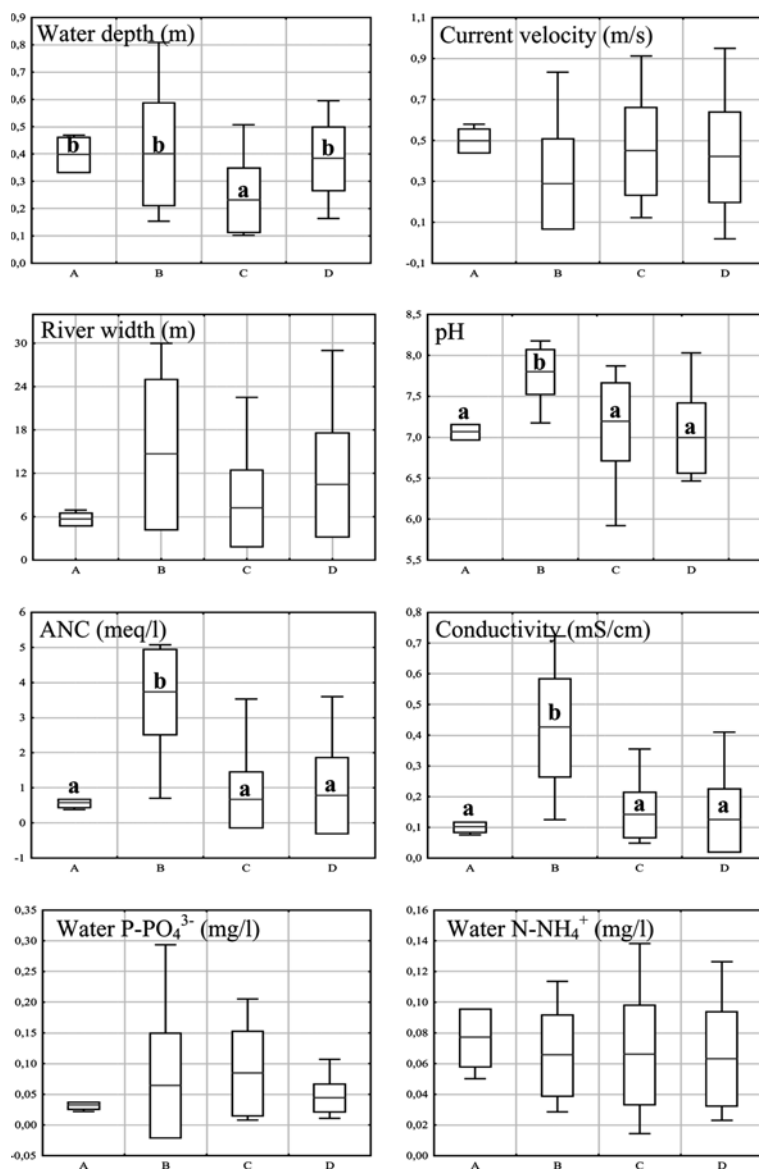 Water depth (m)
0,9
0,8
0,7
0,6
0,5
0,4
0,3
0,2
0,1
0,0
b
b
a
b
A
B
C
D
Current velocity (m/s)
1,1
0,9
0,7
0,5
0,3
0,1
-0,1
A
B
C
D
River width (m)
30
24
18
12
6
0
A
B
C
D
pH
8,5
8,0
7,5
7,0
6,5
6,0
5,5
a
b
a
a
A
B
C
D
ANC (meq/l)
6
5
4
3
2
1
0
-1
a
b
a
a
A
B
C
D
Conductivity (mS/cm)
0,8
0,7
0,6
0,5
0,4
0,3
0,2
0,1
0,0
a
b
a
a
A
B
C
D
Water P-PO₄³⁻ (mg/l)
0,35
0,30
0,25
0,20
0,15
0,10
0,05
0,00
-0,05
A
B
C
D
Water N-NH₄⁺ (mg/l)
0,16
0,14
0,12
0,10
0,08
0,06
0,04
0,02
0,00
A
B
C
D